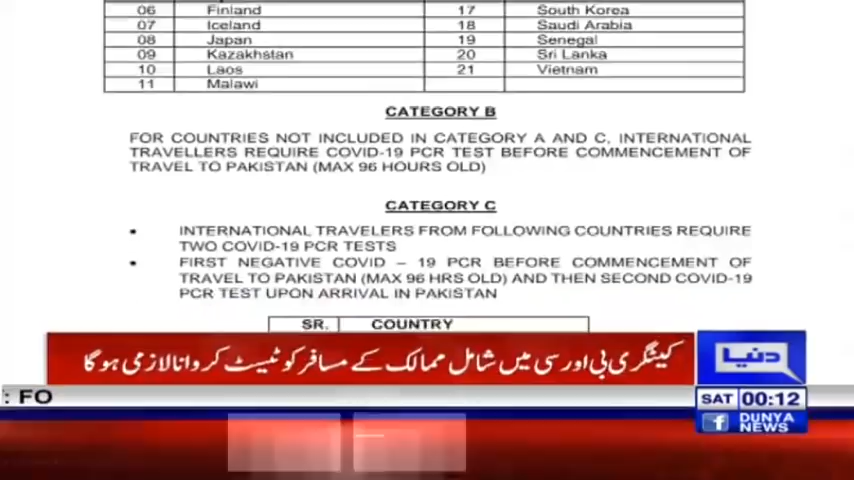 06 Finland 17 South Korea
07 Iceland 18 Saudi Arabia
08 Japan 19 Senegal
09 Kazakhstan 20 Sri Lanka
10 Laos 21 Vietnam
11 Malawi
CATEGORY B
FOR COUNTRIES NOT INCLUDED IN CATEGORY A AND C, INTERNATIONAL
TRAVELLERS REQUIRE COVID-19 PCR TEST BEFORE COMMENCEMENT OF
TRAVEL TO PAKISTAN (MAX 96 HOURS OLD)
CATEGORY C
• INTERNATIONAL TRAVELERS FROM FOLLOWING COUNTRIES REQUIRE
TWO COVID-19 PCR TESTS
• FIRST NEGATIVE COVID – 19 PCR BEFORE COMMENCEMENT OF
TRAVEL TO PAKISTAN (MAX 96 HRS OLD) AND THEN SECOND COVID-19
PCR TEST UPON ARRIVAL IN PAKISTAN
SR. COUNTRY
کیٹگری بی اور سی میں شامل ممالک کے مسافر کو ٹیسٹ کروانا لازمی ہوگا
دنیا
: FO
SAT 00:12
f DUNYA
NEWS